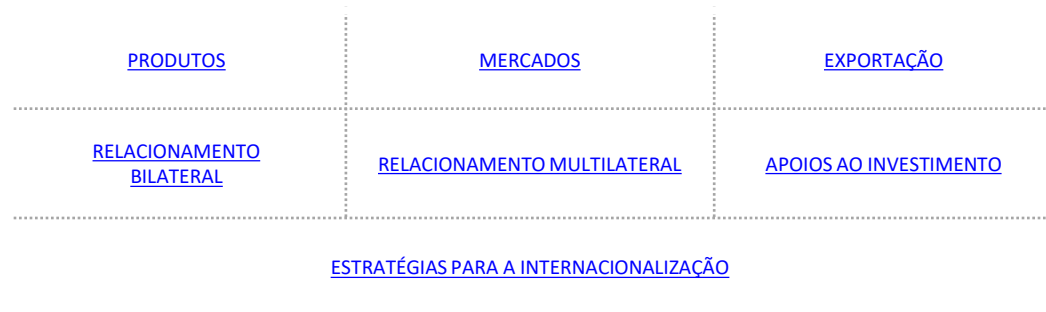 PRODUTOS
MERCADOS
EXPORTAÇÃO
RELACIONAMENTO
BILATERAL
RELACIONAMENTO MULTILATERAL
APOIOS AO INVESTIMENTO
ESTRATÉGIAS PARA A INTERNACIONALIZAÇÃO